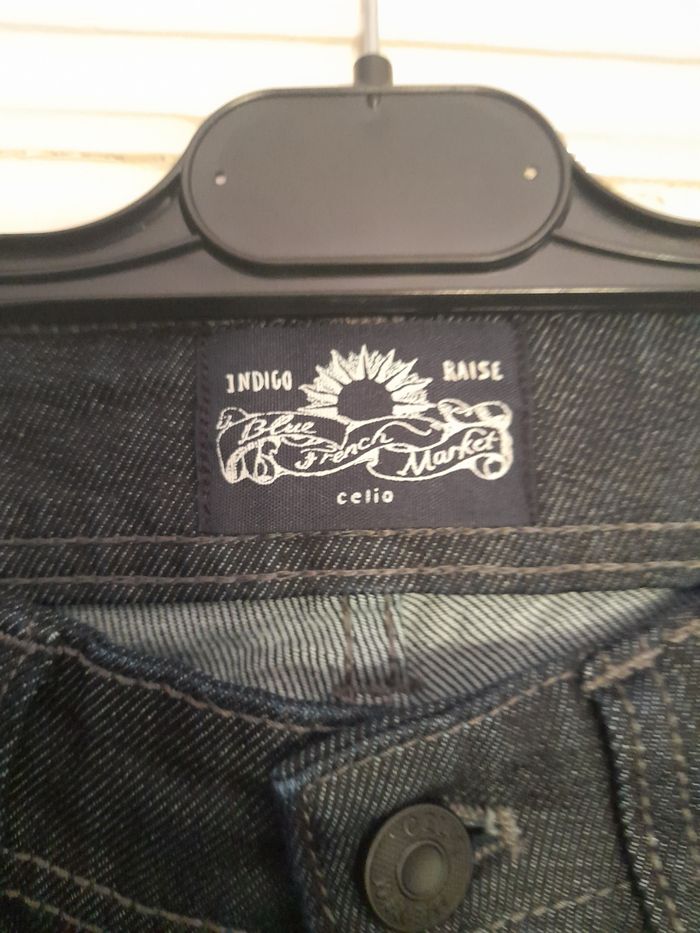 INDIGO RAISE
Blue French Market
celio